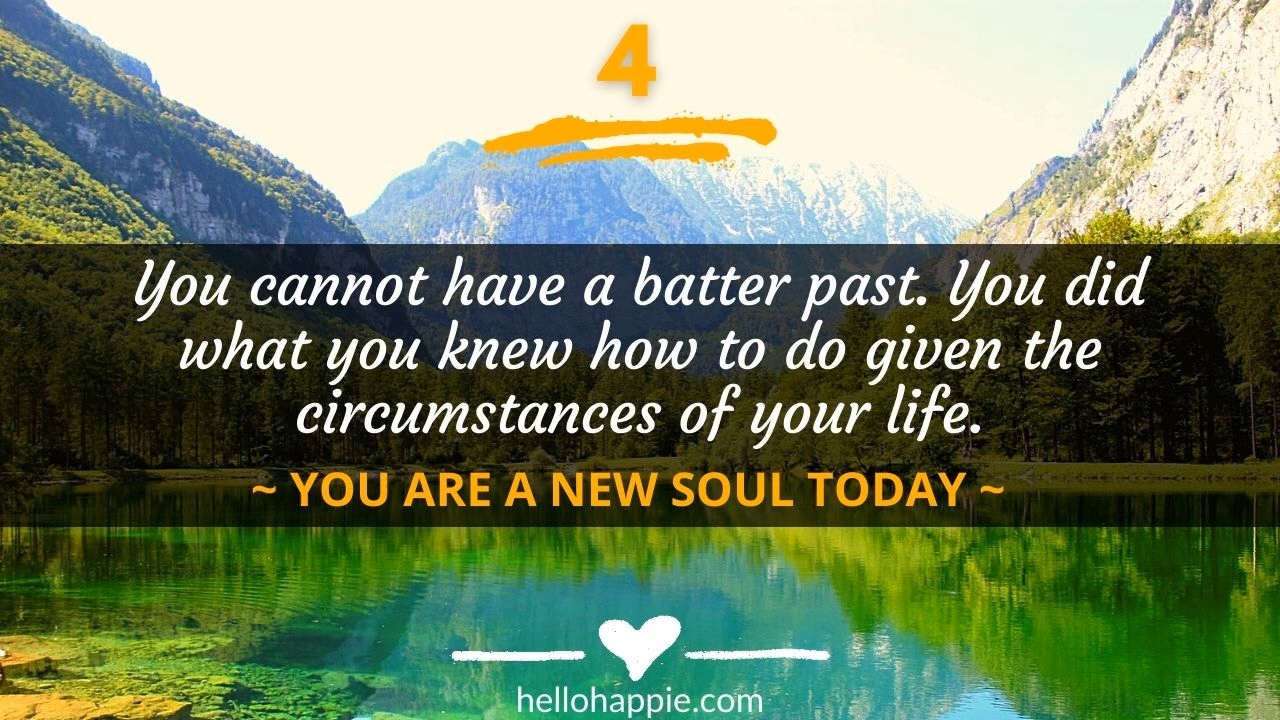 4
You cannot have a batter past. You did
what you knew how to do given the
circumstances of your life.
~ YOU ARE A NEW SOUL TODAY ~
hellohappie.com